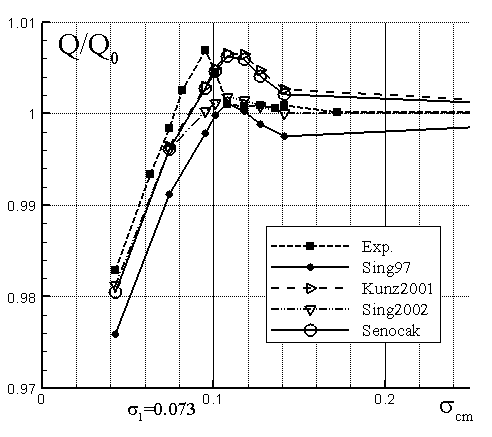 1.01
Q/Q0
1
0.99
0.98
0.97
Exp.
Sing97
Kunz2001
Sing2002
Senocak
0 0.1 0.2 σcm
σ1=0.073